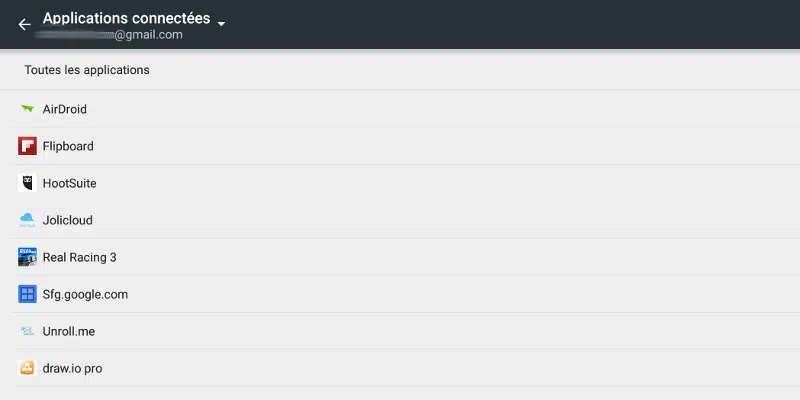 Applications connectées
@gmail.com
Toutes les applications
AirDroid
Flipboard
HootSuite
Jolicloud
Real Racing 3
Sfg.google.com
Unroll.me
draw.io pro